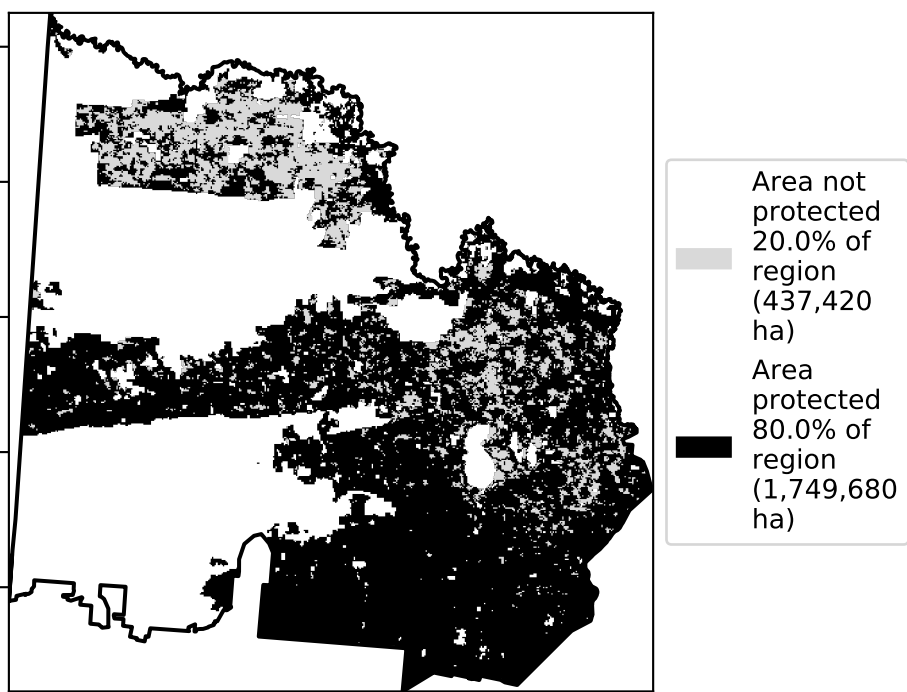 Area not
protected
20.0% of
region
(437,420
ha)
Area
protected
80.0% of
region
(1,749,680
ha)